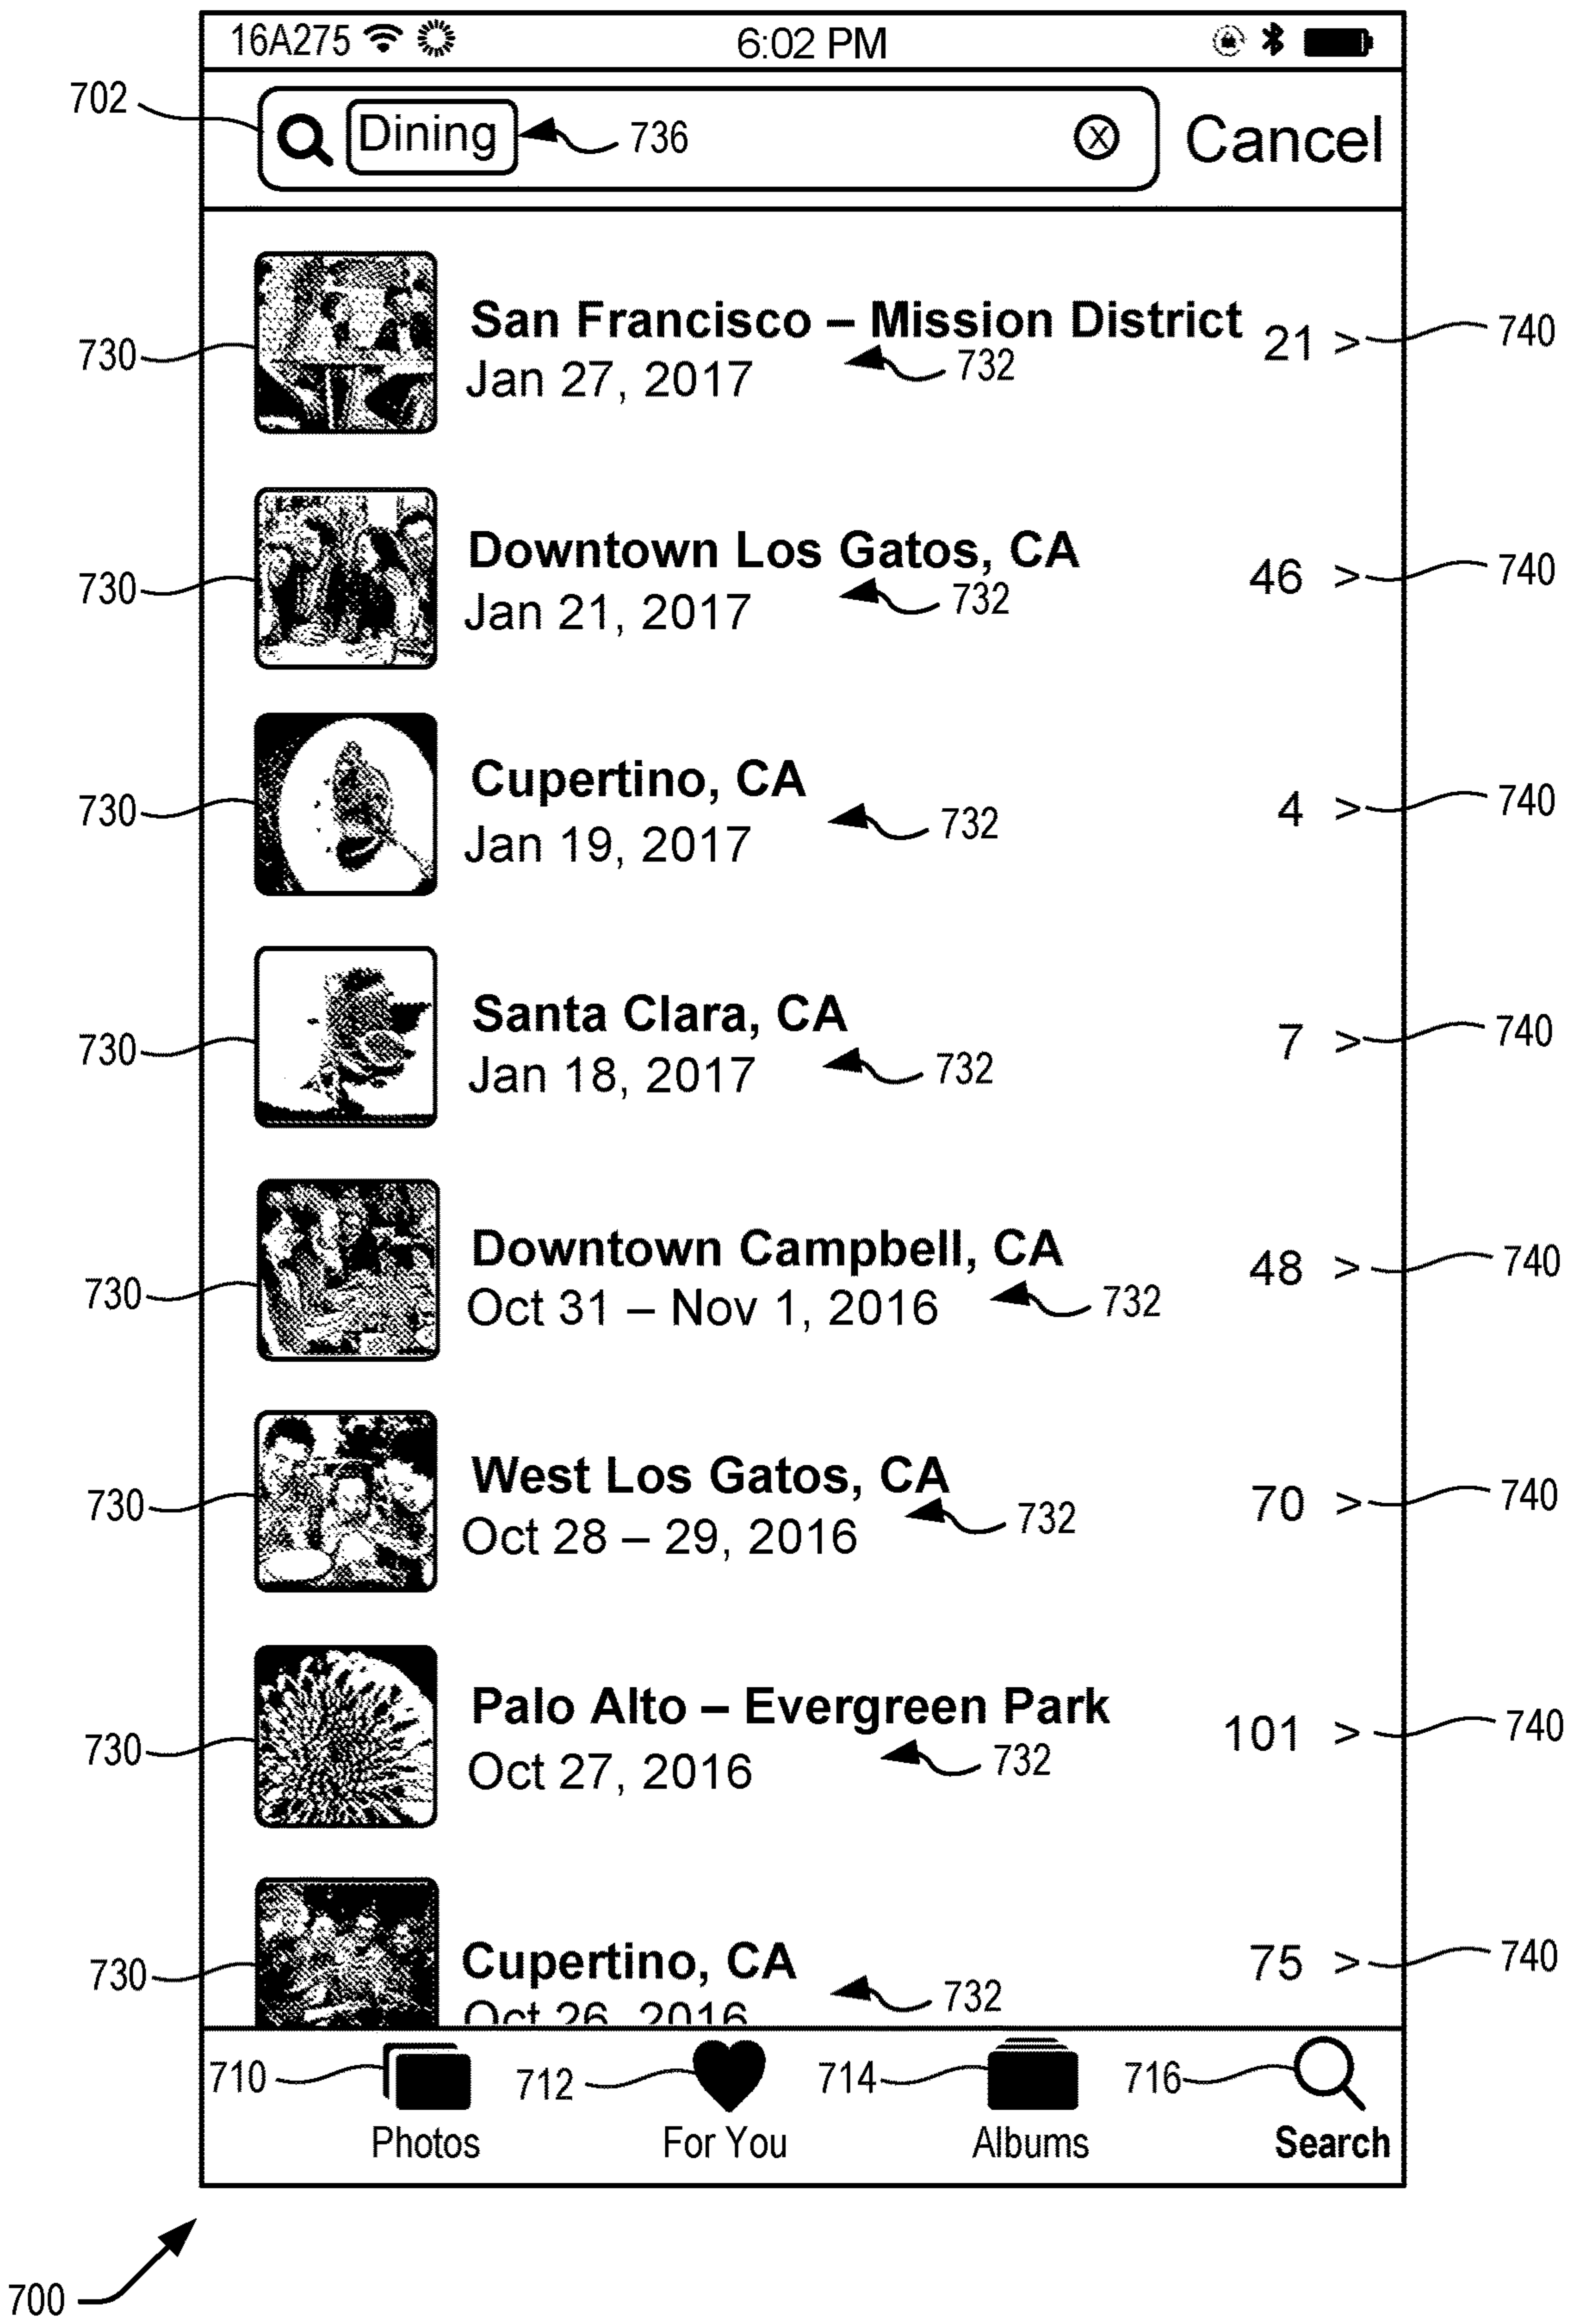 16A275 6:02 PM
702 Dining 736 X Cancel
San Francisco – Mission District 21 > 740
730 Jan 27, 2017 732
Downtown Los Gatos, CA 46 > 740
730 Jan 21, 2017 732
Cupertino, CA 4 > 740
730 Jan 19, 2017 732
Santa Clara, CA 7 > 740
730 Jan 18, 2017 732
Downtown Campbell, CA 48 > 740
730 Oct 31 – Nov 1, 2016 732
West Los Gatos, CA 70 > 740
730 Oct 28 – 29, 2016 732
Palo Alto – Evergreen Park 101 > 740
730 Oct 27, 2016 732
Cupertino, CA 75 > 740
730 Oct 26, 2016 732
710 712 714 716
Photos For You Albums Search
700